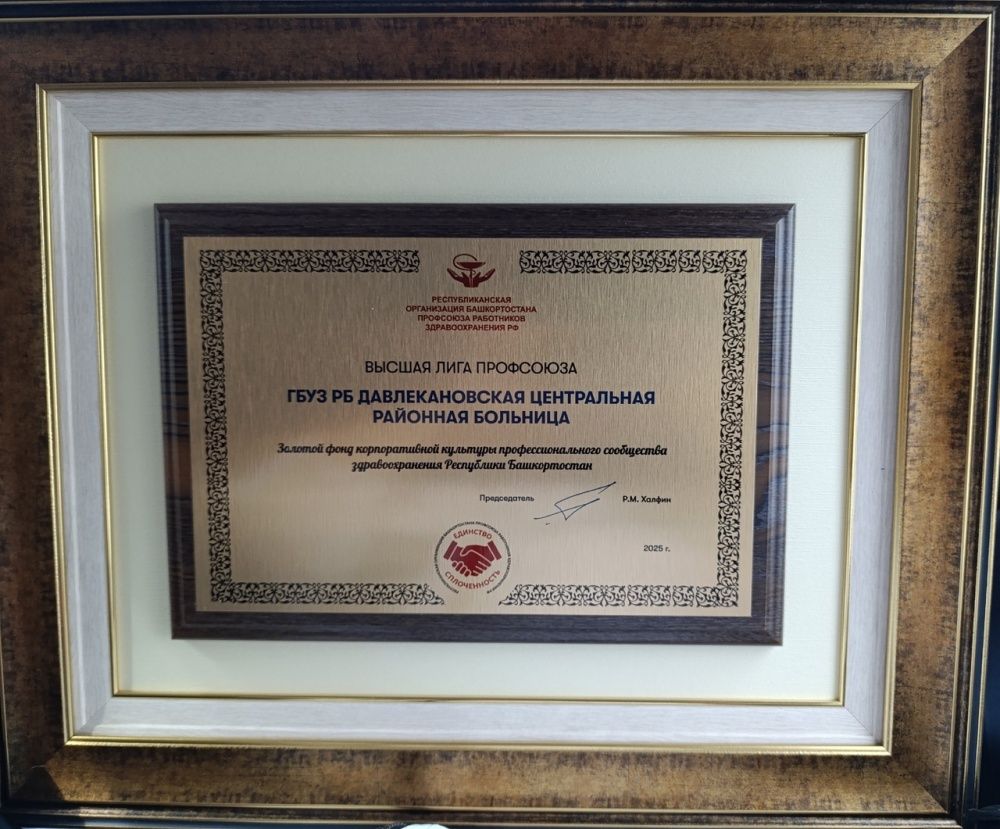 РЕСПУБЛИКАНСКАЯ
ОРГАНИЗАЦИЯ БАШКОРТОСТАНА
ПРОФСОЮЗА РАБОТНИКОВ
ЗДРАВООХРАНЕНИЯ РФ
ВЫСШАЯ ЛИГА ПРОФСОЮЗА
ГБУЗ РБ ДАВЛЕКАНОВСКАЯ ЦЕНТРАЛЬНАЯ
РАЙОННАЯ БОЛЬНИЦА
Золотой фонд корпоративной культуры профессионального сообщества
здравоохранения Республики Башкортостан
Председатель Р.М. Халфин
2025 г.
ЕДИНСТВО
СПЛОЧЕННОСТЬ